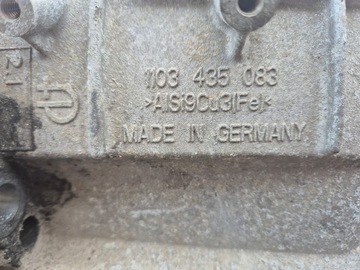 1103 435 083
>AlSi9Cu3(Fe)<
MADE IN GERMANY